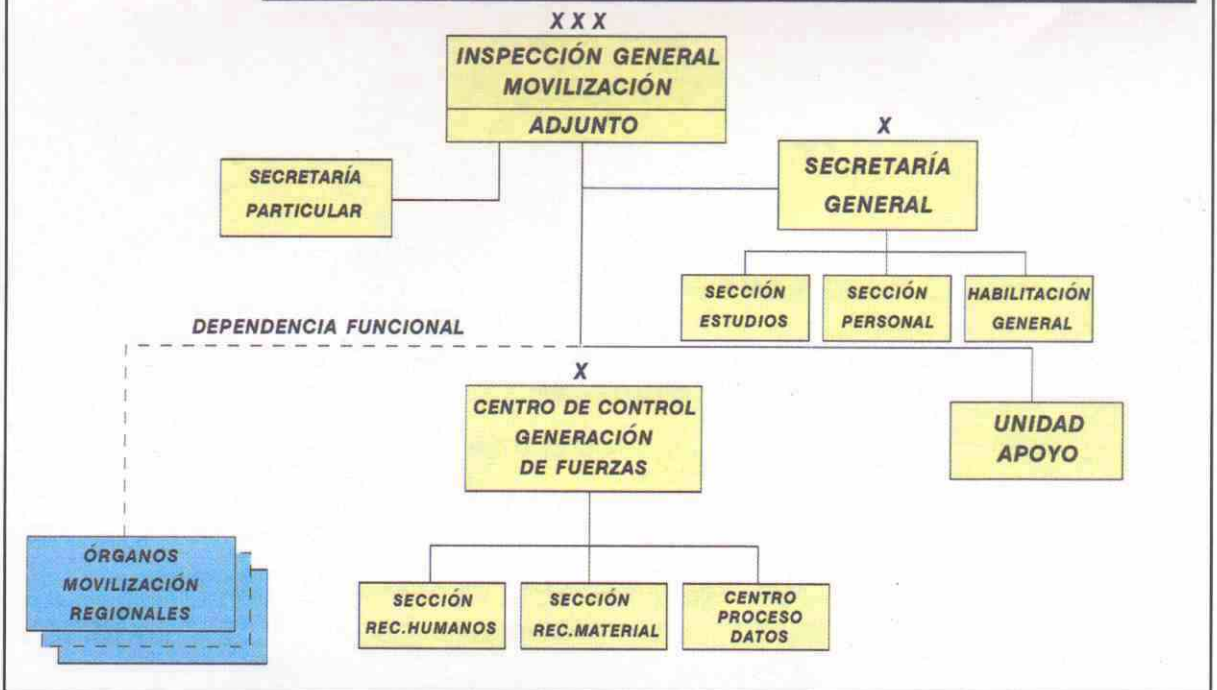 X X X
INSPECCIÓN GENERAL
MOVILIZACIÓN
ADJUNTO
SECRETARÍA
PARTICULAR
X
SECRETARÍA
GENERAL
SECCIÓN
ESTUDIOS
SECCIÓN
PERSONAL
HABILITACIÓN
GENERAL
DEPENDENCIA FUNCIONAL
X
CENTRO DE CONTROL
GENERACIÓN
DE FUERZAS
UNIDAD
APOYO
ÓRGANOS
MOVILIZACIÓN
REGIONALES
SECCIÓN
REC.HUMANOS
SECCIÓN
REC.MATERIAL
CENTRO
PROCESO
DATOS